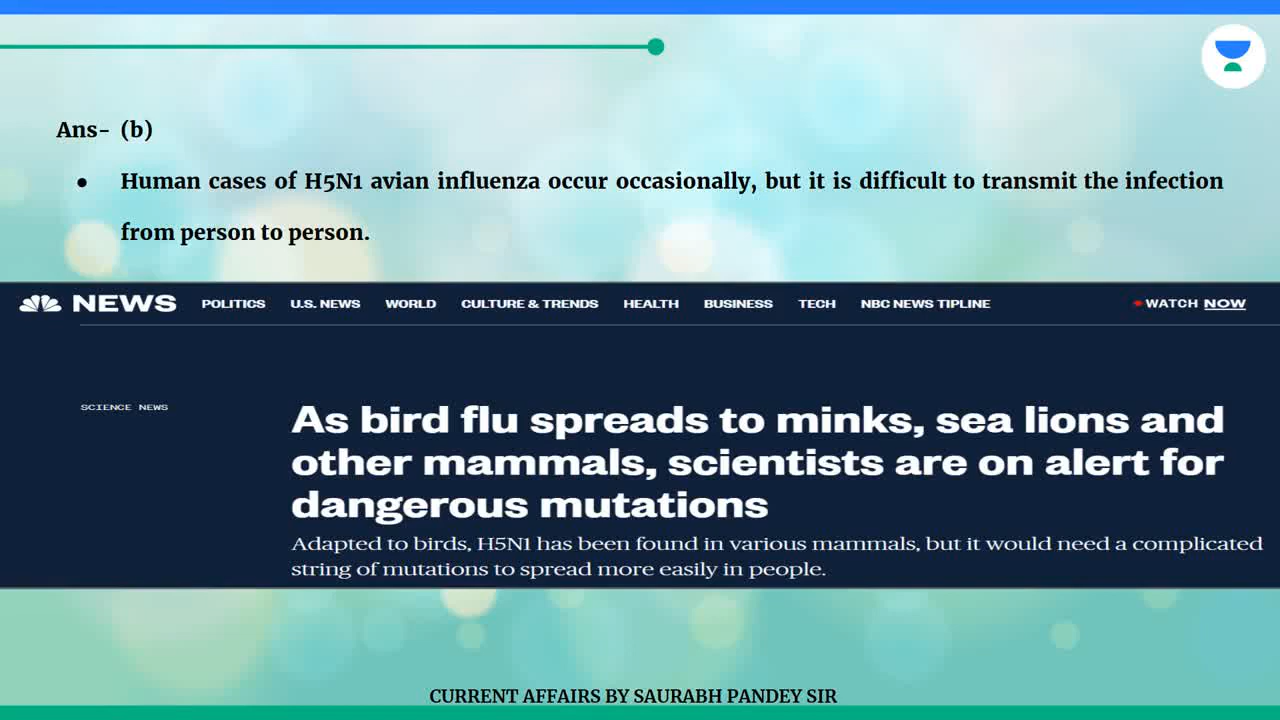 Ans- (b)
● Human cases of H5N1 avian influenza occur occasionally, but it is difficult to transmit the infection
from person to person.
NEWS POLITICS U.S. NEWS WORLD CULTURE & TRENDS HEALTH BUSINESS TECH NBC NEWS TIPLINE WATCH NOW
SCIENCE NEWS
As bird flu spreads to minks, sea lions and
other mammals, scientists are on alert for
dangerous mutations
Adapted to birds, H5N1 has been found in various mammals, but it would need a complicated
string of mutations to spread more easily in people.
CURRENT AFFAIRS BY SAURABH PANDEY SIR